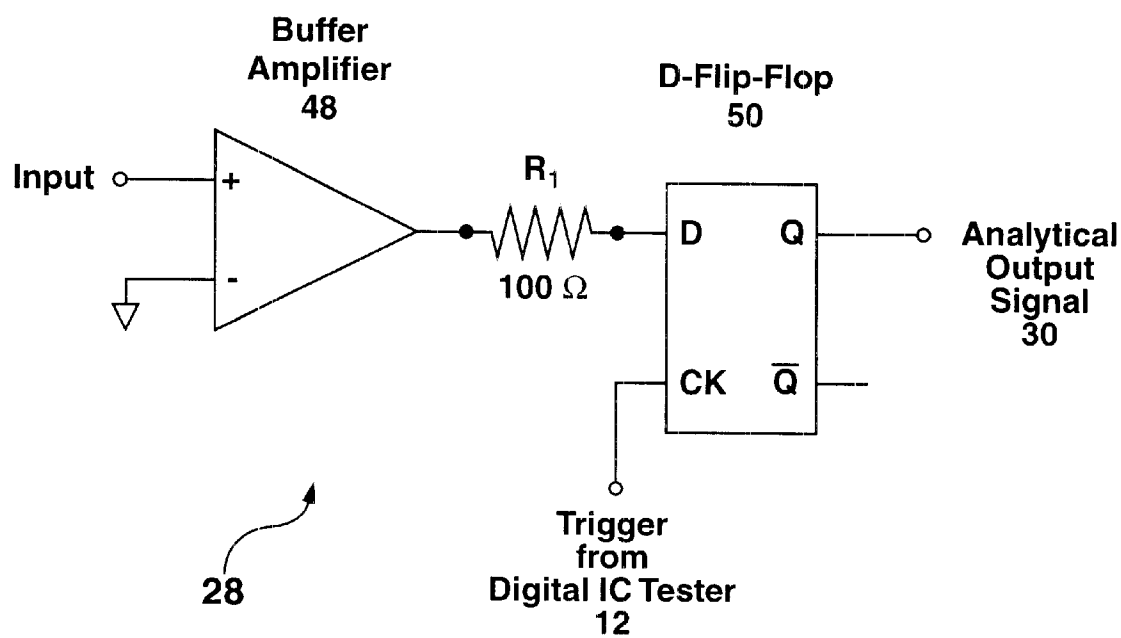 Buffer
Amplifier
48
D-Flip-Flop
50
Input
+
-
R1
100 Ω
D
Q
CK
Q̅
Analytical
Output
Signal
30
Trigger
from
Digital IC Tester
12
28